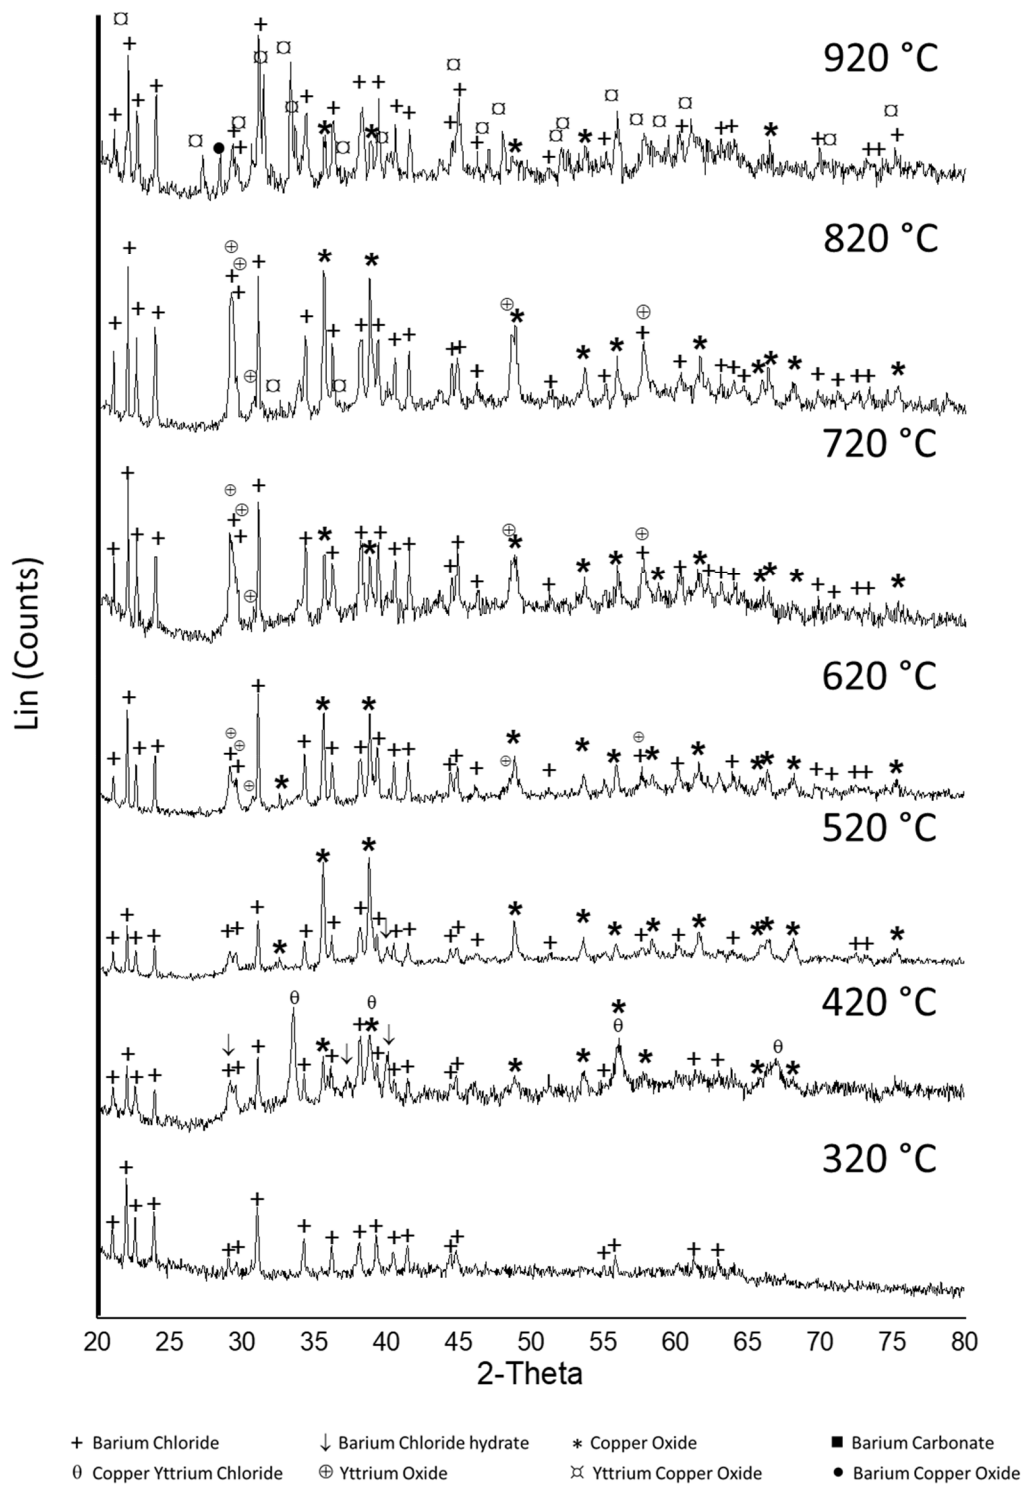 920 °C
820 °C
720 °C
620 °C
520 °C
420 °C
320 °C
Lin (Counts)
20 25 30 35 40 45 50 55 60 65 70 75 80
2-Theta
+ Barium Chloride ↓ Barium Chloride hydrate * Copper Oxide ■ Barium Carbonate
θ Copper Yttrium Chloride ⊕ Yttrium Oxide ¤ Yttrium Copper Oxide ● Barium Copper Oxide